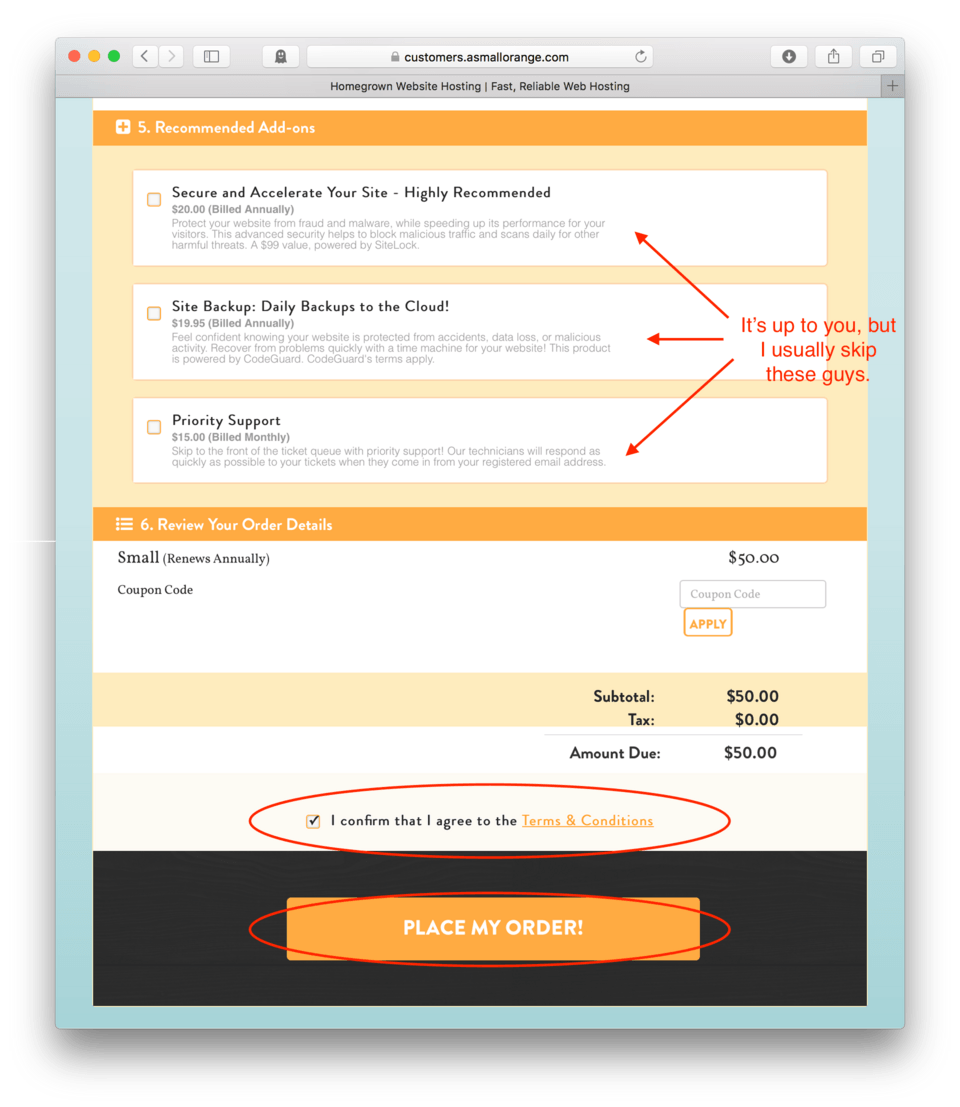 customers.asmallorange.com
Homegrown Website Hosting | Fast, Reliable Web Hosting
5. Recommended Add-ons
Secure and Accelerate Your Site - Highly Recommended
$20.00 (Billed Annually)
Protect your website from fraud and malware, while speeding up its performance for your
visitors. This advanced security helps to block malicious traffic and scans daily for other
harmful threats. A $99 value, powered by SiteLock.
Site Backup: Daily Backups to the Cloud!
$19.95 (Billed Annually)
Feel confident knowing your website is protected from accidents, data loss, or malicious
activity. Recover from problems quickly with a time machine for your website! This product
is powered by CodeGuard. CodeGuard's terms apply.
It's up to you, but
I usually skip
these guys.
Priority Support
$15.00 (Billed Monthly)
Skip to the front of the ticket queue with priority support! Our technicians will respond as
quickly as possible to your tickets when they come in from your registered email address.
6. Review Your Order Details
Small (Renews Annually) $50.00
Coupon Code Coupon Code
APPLY
Subtotal: $50.00
Tax: $0.00
Amount Due: $50.00
I confirm that I agree to the Terms & Conditions
PLACE MY ORDER!